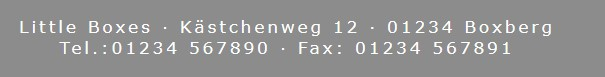 Little Boxes · Kästchenweg 12 · 01234 Boxberg
Tel.:01234 567890 · Fax: 01234 567891